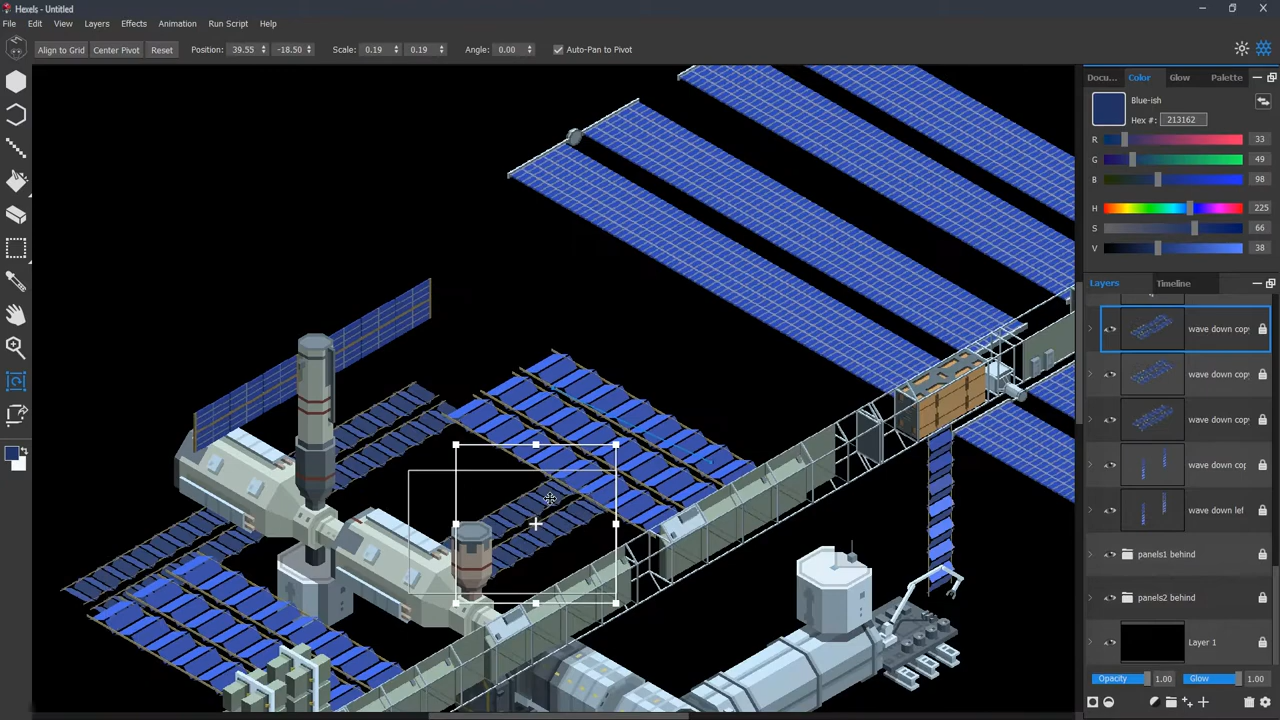 Hexels - Untitled
File Edit View Layers Effects Animation Run Script Help
Align to Grid Center Pivot Reset Position: 39.55 -18.50 Scale: 0.19 0.19 Angle: 0.00 Auto-Pan to Pivot
Docu... Color Glow Palette
Blue-ish
Hex #: 213162
R 33
G 49
B 98
H 225
S 66
V 38
Layers Timeline
wave down copy
wave down copy
wave down copy
wave down cop
wave down lef
panels1 behind
panels2 behind
Layer 1
Opacity 1.00 Glow 1.00